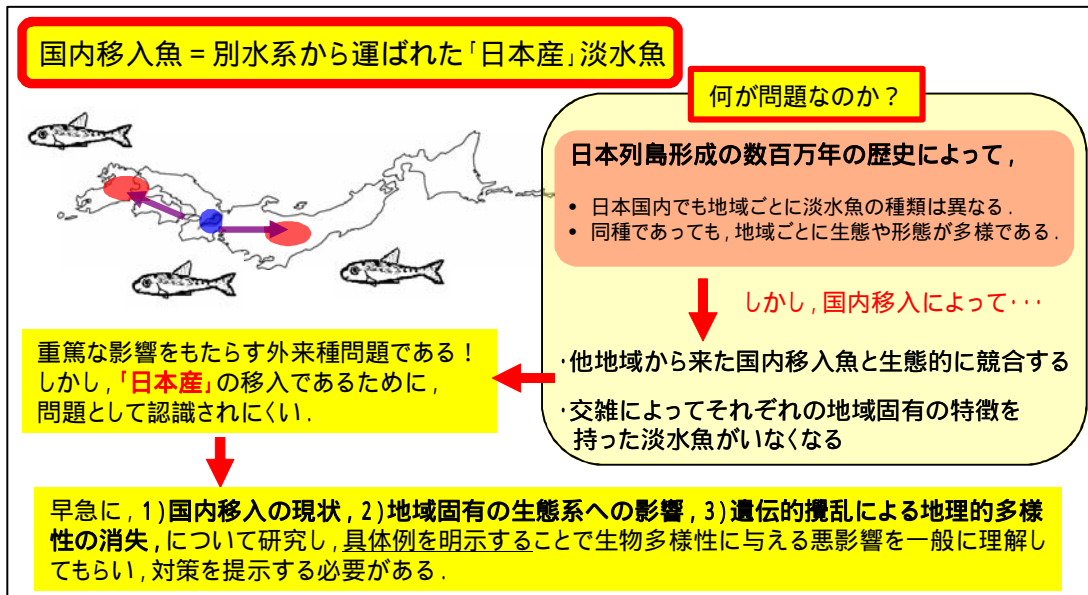 国内移入魚 = 別水系から運ばれた「日本産」淡水魚
何が問題なのか？
日本列島形成の数百万年の歴史によって，
• 日本国内でも地域ごとに淡水魚の種類は異なる．
• 同種であっても，地域ごとに生態や形態が多様である．
しかし，国内移入によって･･･
･他地域から来た国内移入魚と生態的に競合する
･交雑によってそれぞれの地域固有の特徴を
持った淡水魚がいなくなる
重篤な影響をもたらす外来種問題である！
しかし，「日本産」の移入であるために，
問題として認識されにくい．
早急に，1)国内移入の現状，2)地域固有の生態系への影響，3)遺伝的攪乱による地理的多様
性の消失，について研究し，具体例を明示することで生物多様性に与える悪影響を一般に理解し
てもらい，対策を提示する必要がある．